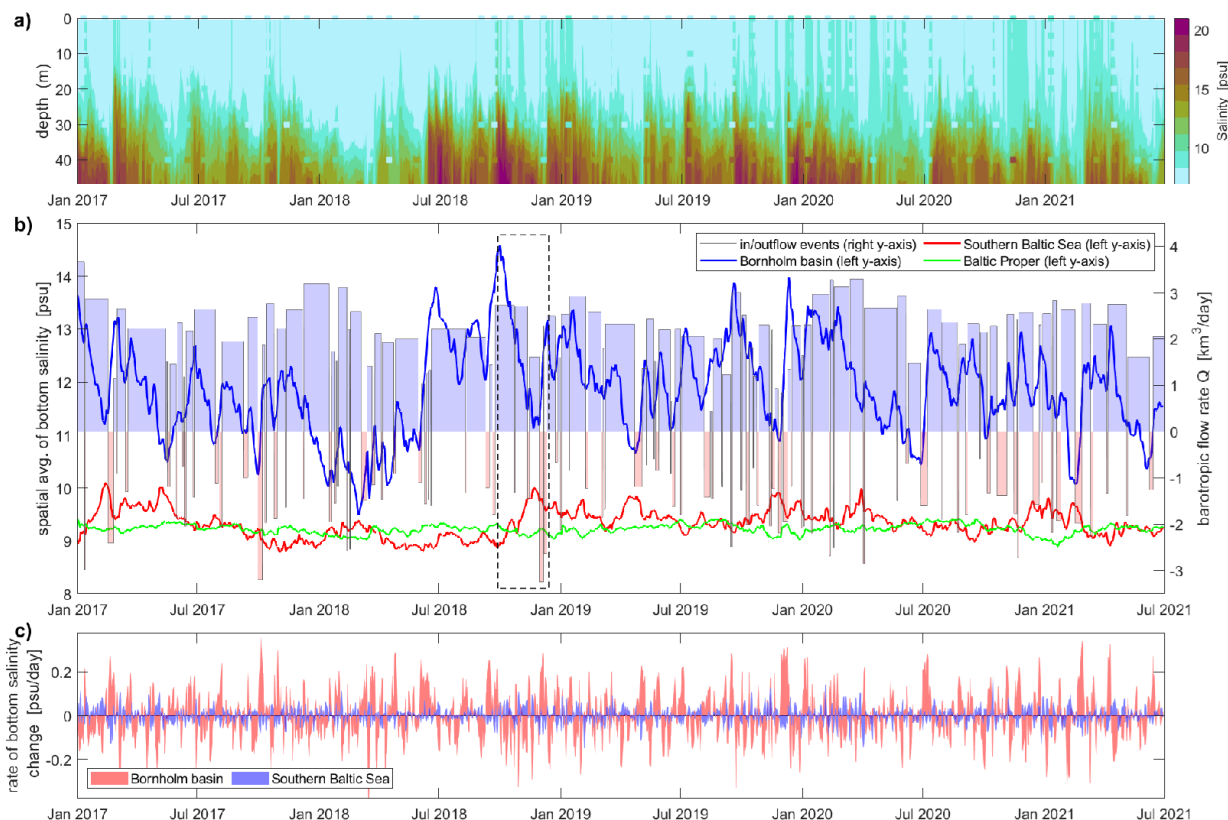 a)
depth (m)
0
10
20
30
40
Jan 2017
Jul 2017
Jan 2018
Jul 2018
Jan 2019
Jul 2019
Jan 2020
Jul 2020
Jan 2021
20
15
10
Salinity [psu]
b)
spatial avg. of bottom salinity [psu]
15
14
13
12
11
10
9
8
in/outflow events (right y-axis)
Bornholm basin (left y-axis)
Southern Baltic Sea (left y-axis)
Baltic Proper (left y-axis)
4
3
2
1
0
-1
-2
-3
barotropic flow rate Q [km³/day]
Jan 2017
Jul 2017
Jan 2018
Jul 2018
Jan 2019
Jul 2019
Jan 2020
Jul 2020
Jan 2021
Jul 2021
c)
rate of bottom salinity
change [psu/day]
0.2
0
-0.2
Bornholm basin
Southern Baltic Sea
Jan 2017
Jul 2017
Jan 2018
Jul 2018
Jan 2019
Jul 2019
Jan 2020
Jul 2020
Jan 2021
Jul 2021